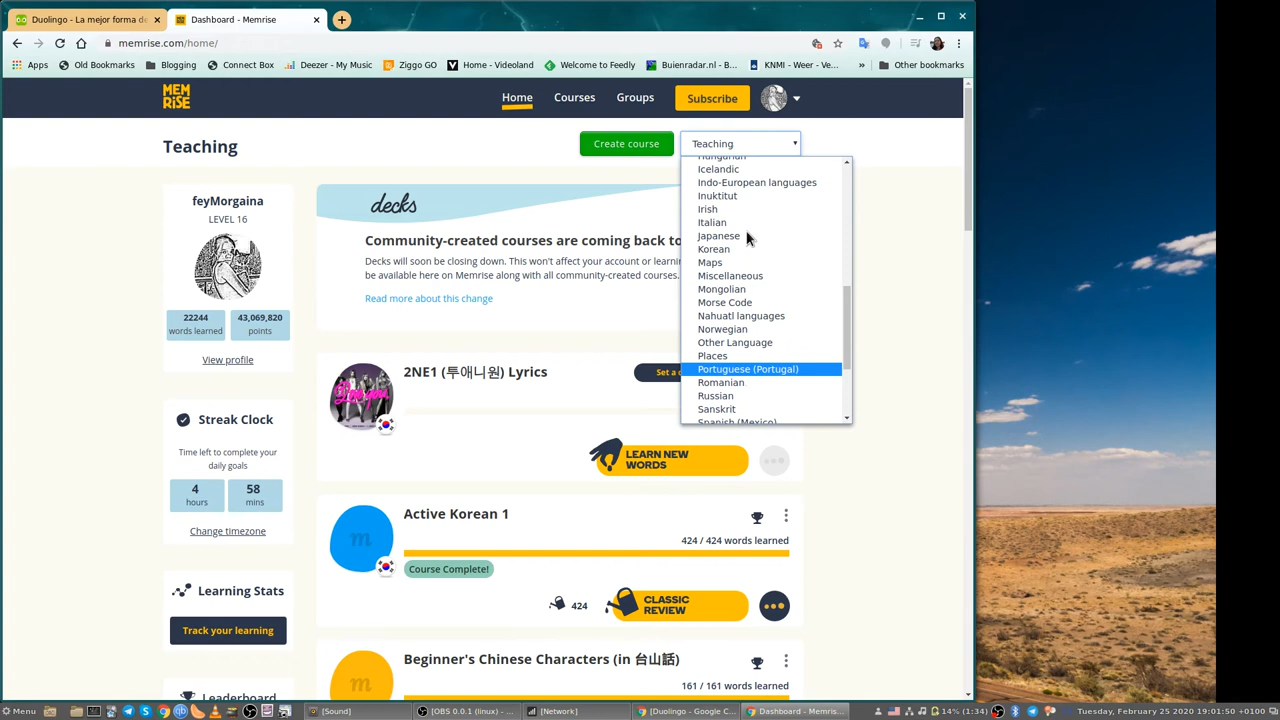 Duolingo - La mejor forma de
Dashboard - Memrise
memrise.com/home/
Apps
Old Bookmarks
Blogging
Connect Box
Deezer - My Music
Ziggo GO
Home - Videoland
Welcome to Feedly
Buienradar.nl - B...
KNMI - Weer - Ve...
»
Other bookmarks
MEM
RiSE
Home
Courses
Groups
Subscribe
Teaching
Create course
Teaching
Hungarian
Icelandic
Indo-European languages
Inuktitut
Irish
Italian
Japanese
Korean
Maps
Miscellaneous
Mongolian
Morse Code
Nahuatl languages
Norwegian
Other Language
Places
Portuguese (Portugal)
Romanian
Russian
Sanskrit
Spanish (Mexico)
feyMorgaina
LEVEL 16
22244
words learned
43,069,820
points
View profile
Streak Clock
Time left to complete your
daily goals
4
hours
58
mins
Change timezone
Learning Stats
Track your learning
Leaderboard
decks
Community-created courses are coming back to
Decks will soon be closing down. This won't affect your account or learning
be available here on Memrise along with all community-created courses.
Read more about this change
2NE1 (투애니원) Lyrics
Love you
LEARN NEW
WORDS
Active Korean 1
424 / 424 words learned
Course Complete!
424
CLASSIC
REVIEW
Beginner's Chinese Characters (in 台山話)
161 / 161 words learned
Menu
[Sound]
[OBS 0.0.1 (linux) - ...
[Network]
[Duolingo - Google C...
Dashboard - Memris...
14% (1:34)
Tuesday, February 25 2020 19:01:50 +0100